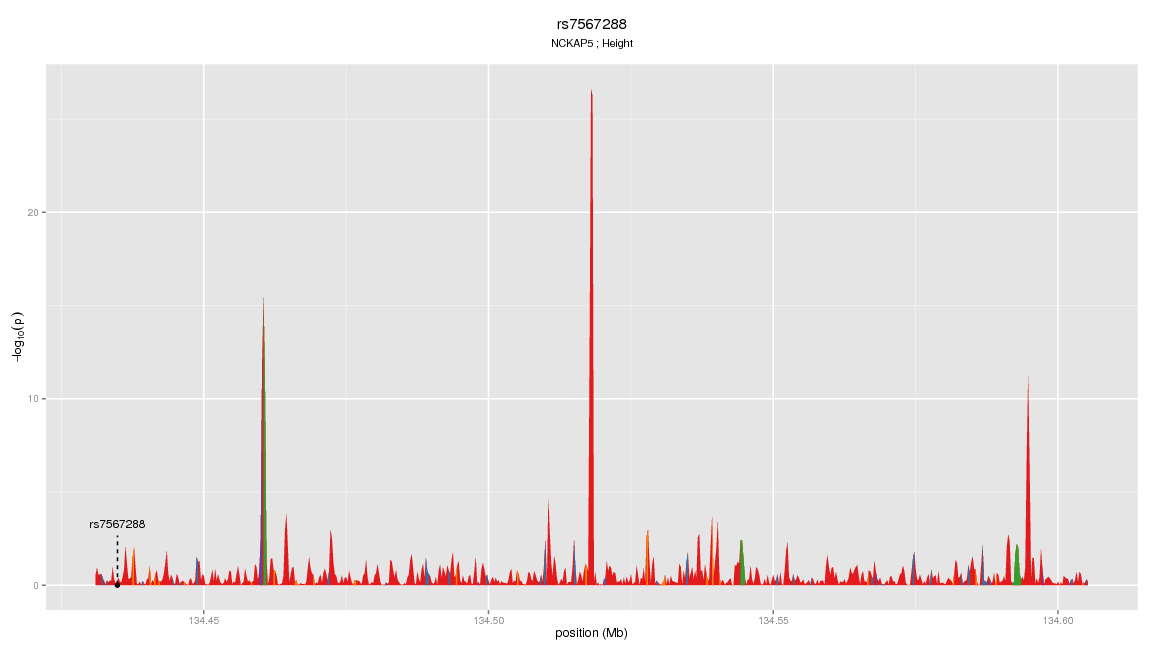 rs7567288
NCKAP5 ; Height
−log10(p)
20
10
0
rs7567288
134.45
134.50
134.55
134.60
position (Mb)